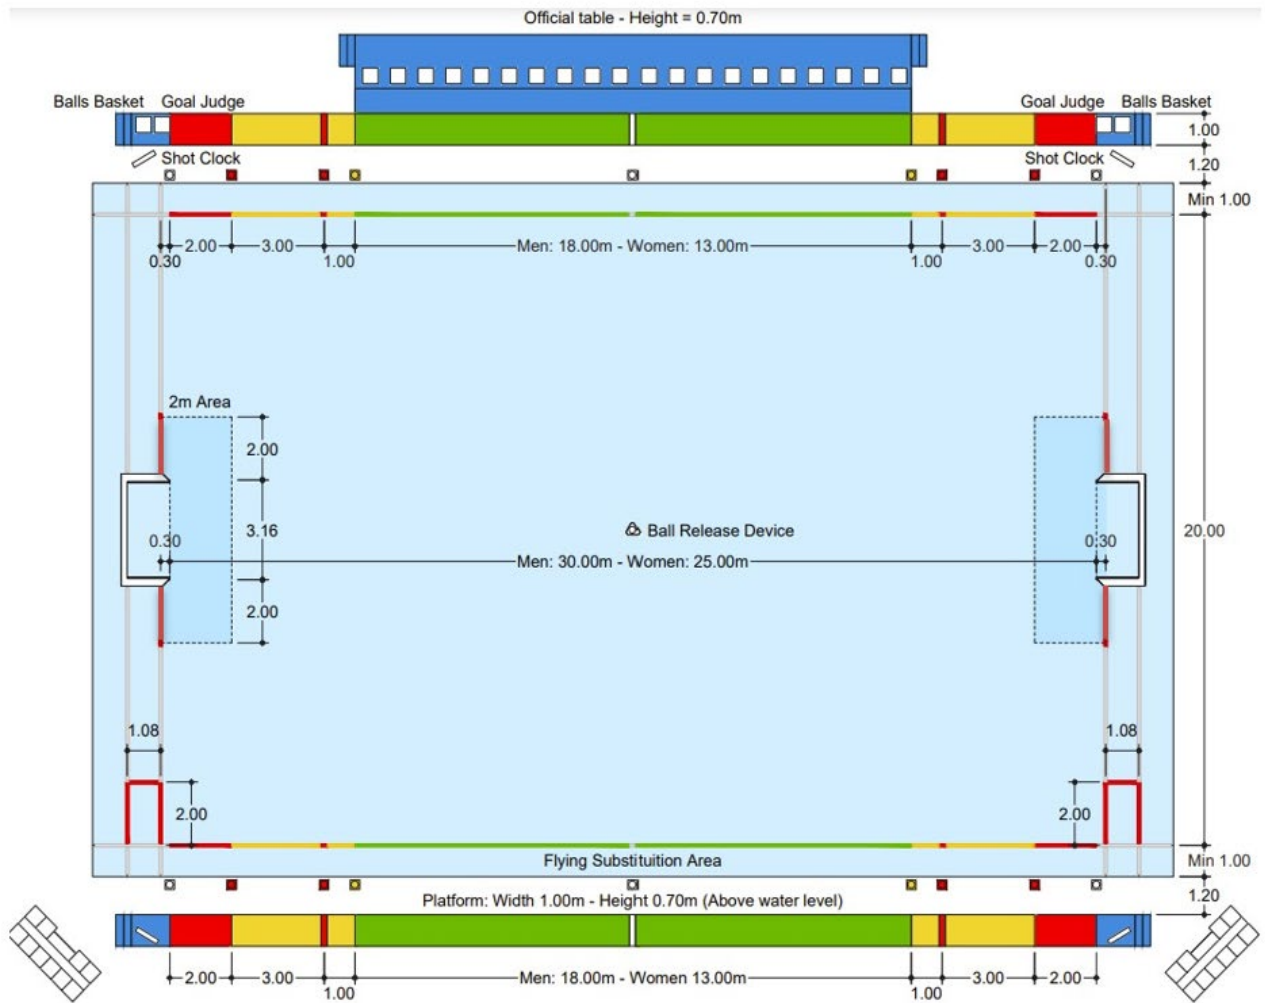 Official table - Height = 0.70m
Balls Basket
Goal Judge
Goal Judge
Balls Basket
1.00
Shot Clock
Shot Clock
1.20
Min 1.00
2.00
3.00
Men: 18.00m - Women: 13.00m
3.00
2.00
0.30
1.00
1.00
0.30
2m Area
2.00
3.16
Ball Release Device
20.00
0.30
0.30
Men: 30.00m - Women: 25.00m
2.00
1.08
1.08
2.00
2.00
Flying Substituition Area
Min 1.00
Platform: Width 1.00m - Height 0.70m (Above water level)
1.20
2.00
3.00
Men: 18.00m - Women 13.00m
3.00
2.00
1.00
1.00